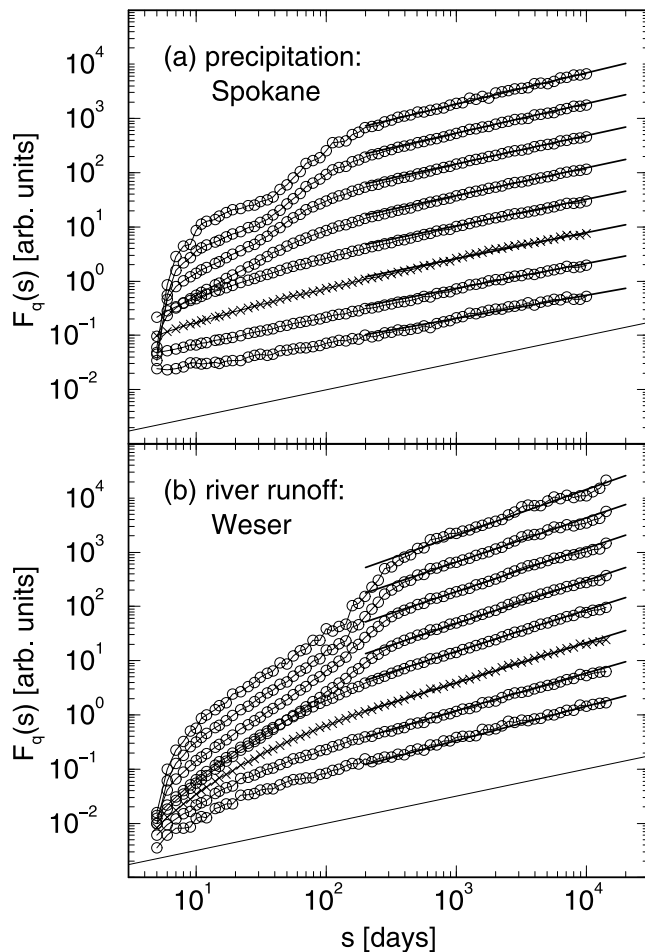 (a) precipitation:
Spokane
F_q(s) [arb. units]
10^4
10^3
10^2
10^1
10^0
10^-1
10^-2
(b) river runoff:
Weser
F_q(s) [arb. units]
10^4
10^3
10^2
10^1
10^0
10^-1
10^-2
10^1 10^2 10^3 10^4
s [days]